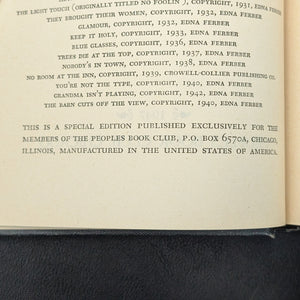 THE LIGHT TOUCH (ORIGINALLY TITLED NO FOOLIN'), COPYRIGHT, 1931, EDNA FERBER
THEY BROUGHT THEIR WOMEN, COPYRIGHT, 1932, EDNA FERBER
GLAMOUR, COPYRIGHT, 1932, EDNA FERBER
KEEP IT HOLY, COPYRIGHT, 1933, EDNA FERBER
BLUE GLASSES, COPYRIGHT, 1936, EDNA FERBER
TREES DIE AT THE TOP, COPYRIGHT, 1937, EDNA FERBER
NOBODY'S IN TOWN, COPYRIGHT, 1938, EDNA FERBER
NO ROOM AT THE INN, COPYRIGHT, 1939, CROWELL-COLLIER PUBLISHING CO.
YOU'RE NOT THE TYPE, COPYRIGHT, 1940, EDNA FERBER
GRANDMA ISN'T PLAYING, COPYRIGHT, 1942, EDNA FERBER
THE BARN CUTS OFF THE VIEW, COPYRIGHT, 1940, EDNA FERBER
THIS IS A SPECIAL EDITION PUBLISHED EXCLUSIVELY FOR THE
MEMBERS OF THE PEOPLES BOOK CLUB, P.O. BOX 6570A, CHICAGO,
ILLINOIS, MANUFACTURED IN THE UNITED STATES OF AMERICA.